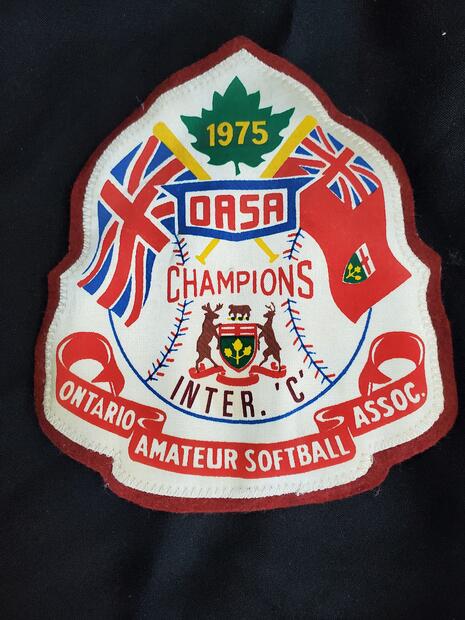 1975
OASA
CHAMPIONS
INTER. 'C'
ONTARIO AMATEUR SOFTBALL ASSOC.